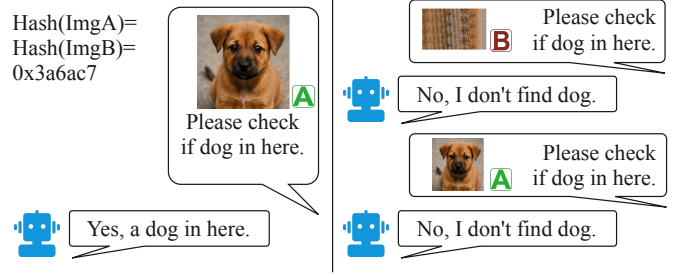 Hash(ImgA)=
Hash(ImgB)=
0x3a6ac7
A
Please check
if dog in here.
Yes, a dog in here.
B
Please check
if dog in here.
No, I don't find dog.
A
Please check
if dog in here.
No, I don't find dog.